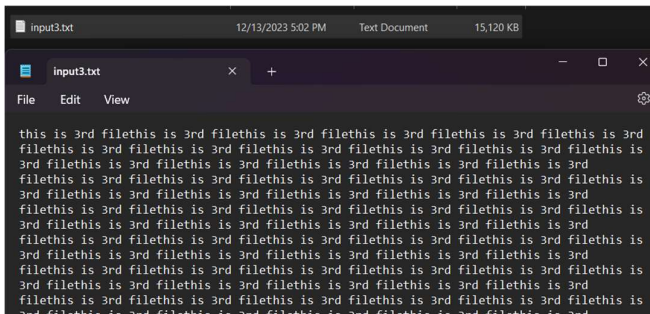 input3.txt 12/13/2023 5:02 PM Text Document 15,120 KB
input3.txt
File Edit View
this is 3rd filethis is 3rd filethis is 3rd filethis is 3rd filethis is 3rd filethis is 3rd
filethis is 3rd filethis is 3rd filethis is 3rd filethis is 3rd filethis is 3rd filethis is
3rd filethis is 3rd filethis is 3rd filethis is 3rd filethis is 3rd filethis is 3rd
filethis is 3rd filethis is 3rd filethis is 3rd filethis is 3rd filethis is 3rd filethis is
3rd filethis is 3rd filethis is 3rd filethis is 3rd filethis is 3rd filethis is 3rd
filethis is 3rd filethis is 3rd filethis is 3rd filethis is 3rd filethis is 3rd filethis is
3rd filethis is 3rd filethis is 3rd filethis is 3rd filethis is 3rd filethis is 3rd
filethis is 3rd filethis is 3rd filethis is 3rd filethis is 3rd filethis is 3rd filethis is
3rd filethis is 3rd filethis is 3rd filethis is 3rd filethis is 3rd filethis is 3rd
filethis is 3rd filethis is 3rd filethis is 3rd filethis is 3rd filethis is 3rd filethis is
3rd filethis is 3rd filethis is 3rd filethis is 3rd filethis is 3rd filethis is 3rd
filethis is 3rd filethis is 3rd filethis is 3rd filethis is 3rd filethis is 3rd filethis is